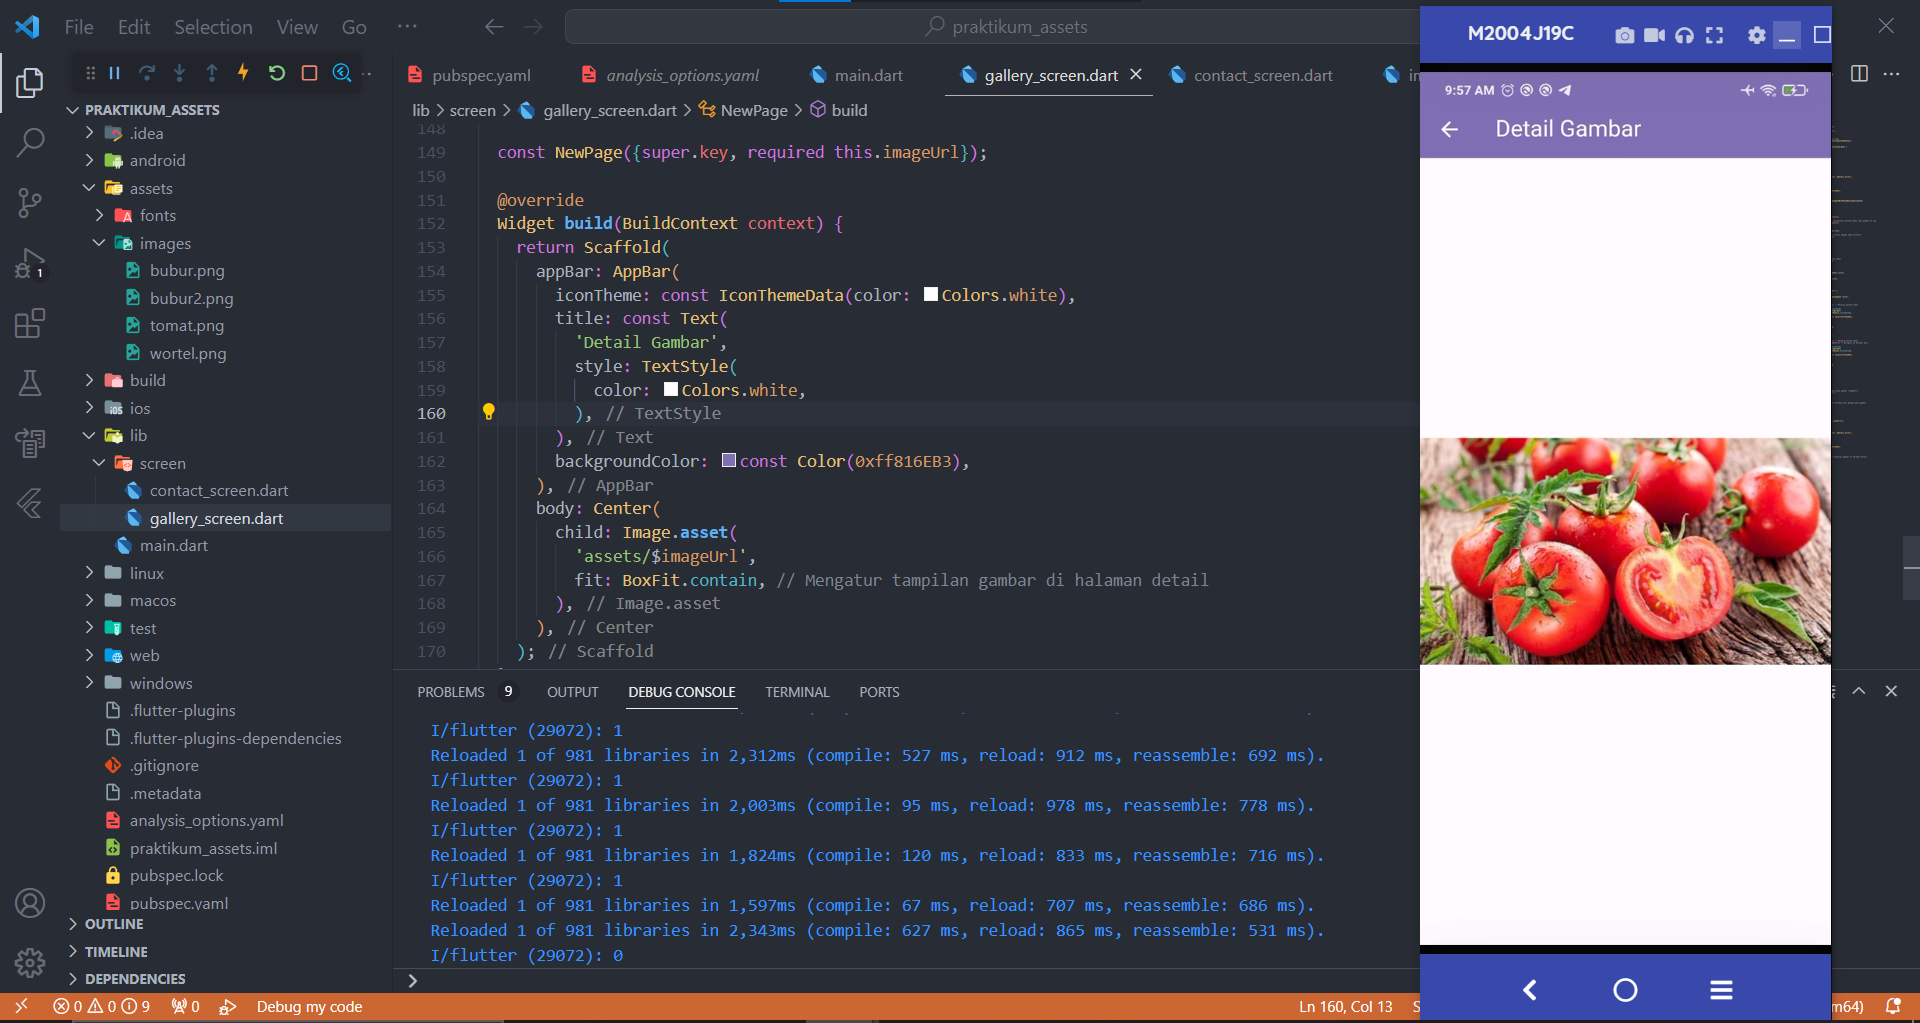 File Edit Selection View Go ···
praktikum_assets
M2004J19C
pubspec.yaml
analysis_options.yaml
main.dart
gallery_screen.dart
contact_screen.dart
lib > screen > gallery_screen.dart > NewPage > build
PRAKTIKUM_ASSETS
.idea
android
assets
fonts
images
bubur.png
bubur2.png
tomat.png
wortel.png
build
ios
lib
screen
contact_screen.dart
gallery_screen.dart
main.dart
linux
macos
test
web
windows
.flutter-plugins
.flutter-plugins-dependencies
.gitignore
.metadata
analysis_options.yaml
praktikum_assets.iml
pubspec.lock
pubspec.yaml
OUTLINE
TIMELINE
DEPENDENCIES
1
148
149 const NewPage({super.key, required this.imageUrl});
150
151 @override
152 Widget build(BuildContext context) {
153 return Scaffold(
154 appBar: AppBar(
155 iconTheme: const IconThemeData(color: Colors.white),
156 title: const Text(
157 'Detail Gambar',
158 style: TextStyle(
159 color: Colors.white,
160 ), // TextStyle
161 ), // Text
162 backgroundColor: const Color(0xff816EB3),
163 ), // AppBar
164 body: Center(
165 child: Image.asset(
166 'assets/$imageUrl',
167 fit: BoxFit.contain, // Mengatur tampilan gambar di halaman detail
168 ), // Image.asset
169 ), // Center
170 ); // Scaffold
PROBLEMS 9 OUTPUT DEBUG CONSOLE TERMINAL PORTS
I/flutter (29072): 1
Reloaded 1 of 981 libraries in 2,312ms (compile: 527 ms, reload: 912 ms, reassemble: 692 ms).
I/flutter (29072): 1
Reloaded 1 of 981 libraries in 2,003ms (compile: 95 ms, reload: 978 ms, reassemble: 778 ms).
I/flutter (29072): 1
Reloaded 1 of 981 libraries in 1,824ms (compile: 120 ms, reload: 833 ms, reassemble: 716 ms).
I/flutter (29072): 1
Reloaded 1 of 981 libraries in 1,597ms (compile: 67 ms, reload: 707 ms, reassemble: 686 ms).
Reloaded 1 of 981 libraries in 2,343ms (compile: 627 ms, reload: 865 ms, reassemble: 531 ms).
I/flutter (29072): 0
>
9:57 AM
Detail Gambar
0 0 9 0 Debug my code
Ln 160, Col 13
m64)